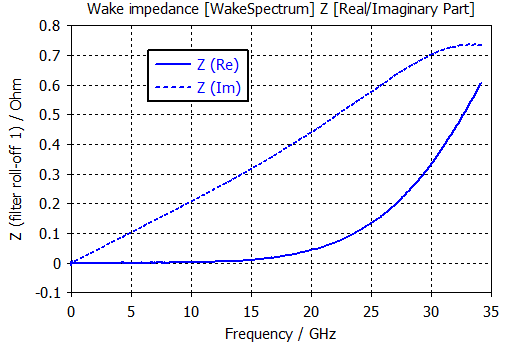 Wake impedance [WakeSpectrum] Z [Real/Imaginary Part]
Z (filter roll-off 1) / Ohm
0.8
0.7
0.6
0.5
0.4
0.3
0.2
0.1
0
-0.1
Z (Re)
Z (Im)
0 5 10 15 20 25 30 35
Frequency / GHz